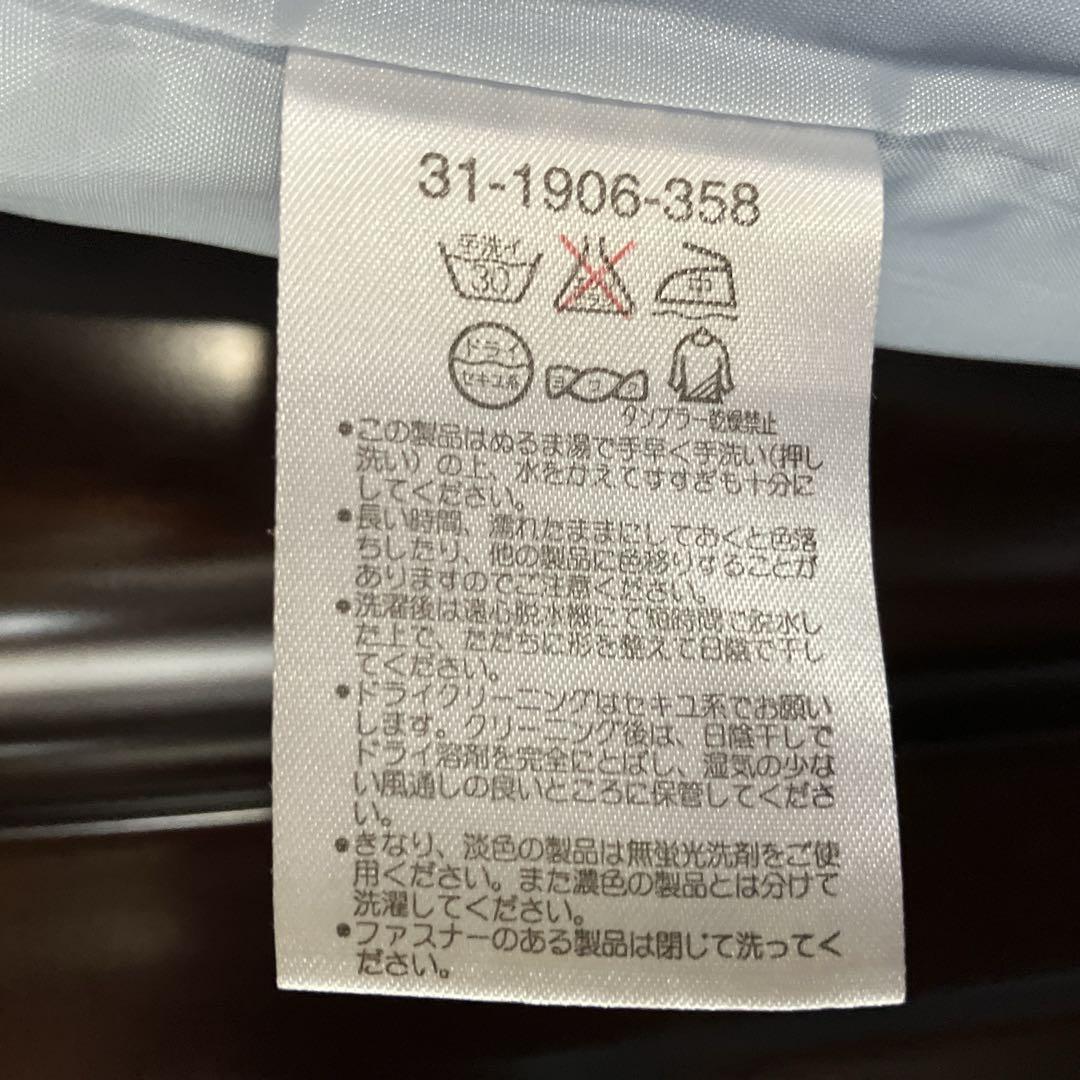 31-1906-358
手洗イ
30
中
ドライ
セキユ系
ヨワク
タンブラー乾燥禁止
•この製品はぬるま湯で手早く手洗い(押し
洗い)の上、水をかえてすすぎも十分に
してください。
•長い時間、濡れたままにしておくと色落
ちしたり、他の製品に色移りすることが
ありますのでご注意ください。
•洗濯後は遠心脱水機にて短時間で脱水し
た上で、ただちに形を整えて日陰で干し
てください。
•ドライクリーニングはセキユ系でお願い
します。クリーニング後は、日陰干しで
ドライ溶剤を完全にとばし、湿気の少な
い風通しの良いところに保管してくださ
い。
•きなり、淡色の製品は無蛍光洗剤をご使
用ください。また濃色の製品とは分けて
洗濯してください。
•ファスナーのある製品は閉じて洗ってく
ださい。